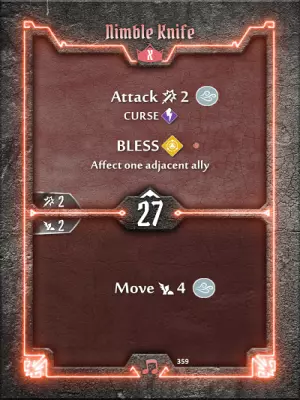 Nimble Knife
X
Attack 2
CURSE
BLESS
Affect one adjacent ally
2
27
2
Move 4
359